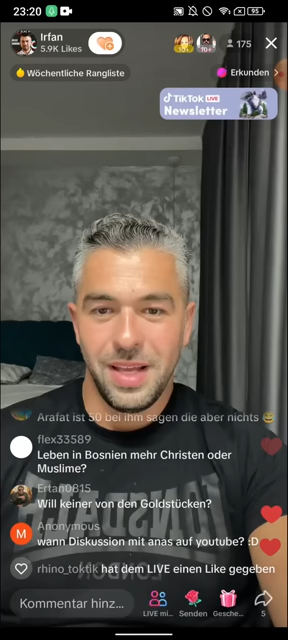 23:20
95
Irfan
5.9K Likes
10+
70+
175
Wöchentliche Rangliste
Erkunden
TikTok LIVE
Newsletter
Arafat ist 50 bei ihm sagen die aber nichts 😅
flex33589
Leben in Bosnien mehr Christen oder
Muslime?
Ertan0815
Will keiner von den Goldstücken?
M
Anonymous
wann Diskussion mit anas auf youtube? :D
LONDON
rhino_toktik hat dem LIVE einen Like gegeben
Kommentar hinz...
LIVE mi...
Senden
Gesche...
5